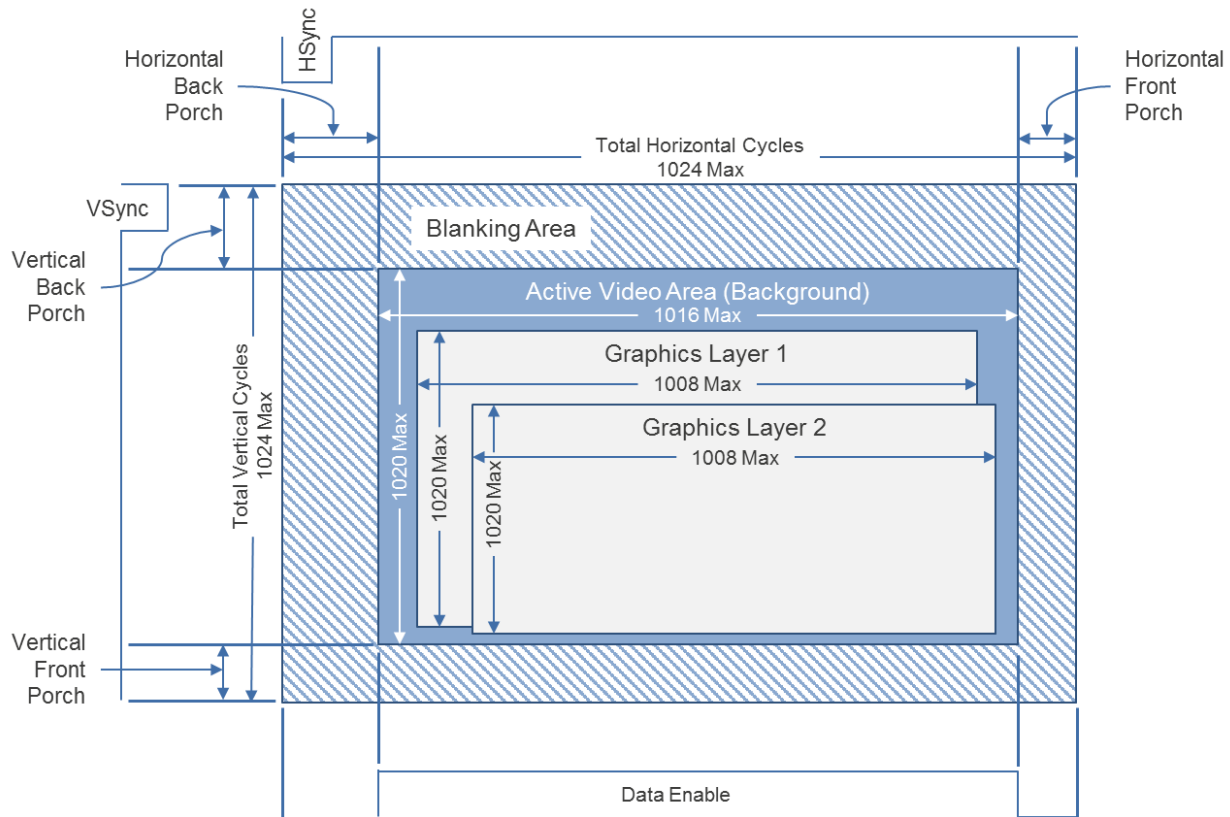 HSync
Horizontal
Back
Porch
Horizontal
Front
Porch
Total Horizontal Cycles
1024 Max
VSync
Blanking Area
Vertical
Back
Porch
Active Video Area (Background)
1016 Max
Graphics Layer 1
1008 Max
Graphics Layer 2
1008 Max
Total Vertical Cycles
1024 Max
1020 Max
1020 Max
1020 Max
Vertical
Front
Porch
Data Enable